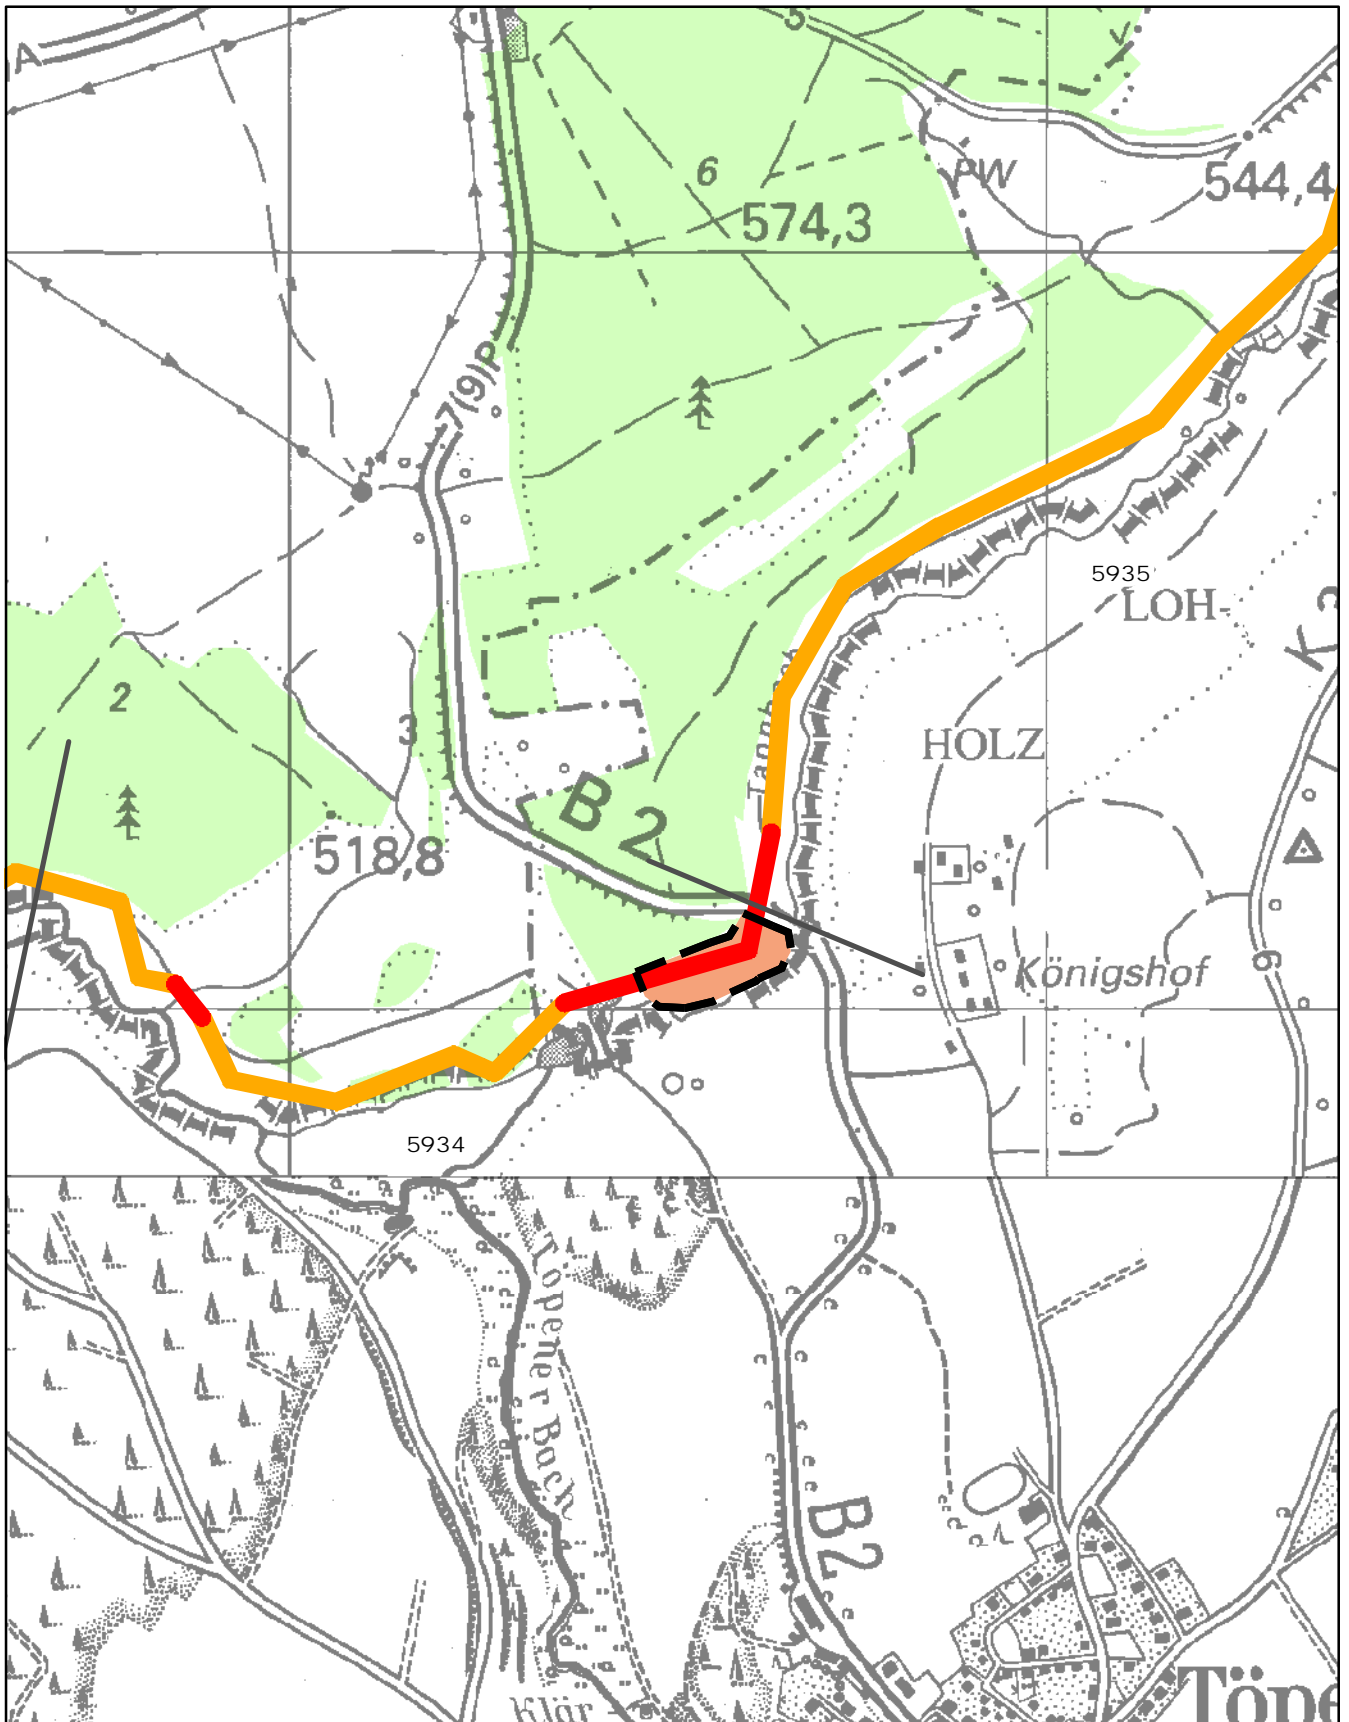 A
5
6
PW
544,4
574,3
7(9)P
5935
LOH-
K
2
3
HOLZ
B 2
518,8
Königshof
6
5934
Töpener Bach
B2
Klär
Töpe